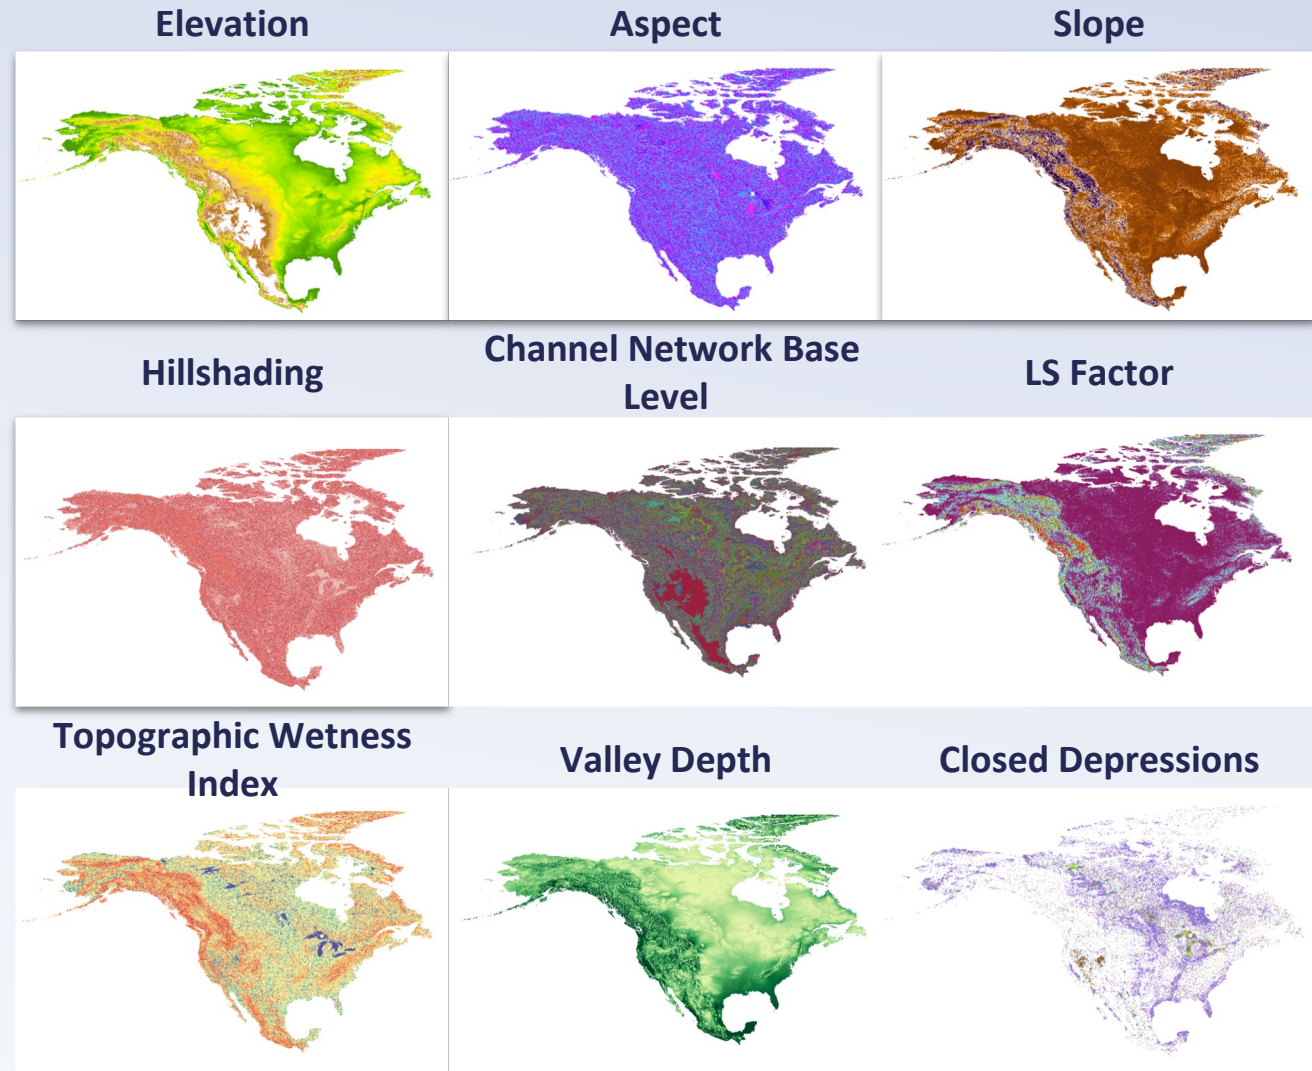 Elevation
Aspect
Slope
Hillshading
Channel Network Base
Level
LS Factor
Topographic Wetness
Index
Valley Depth
Closed Depressions